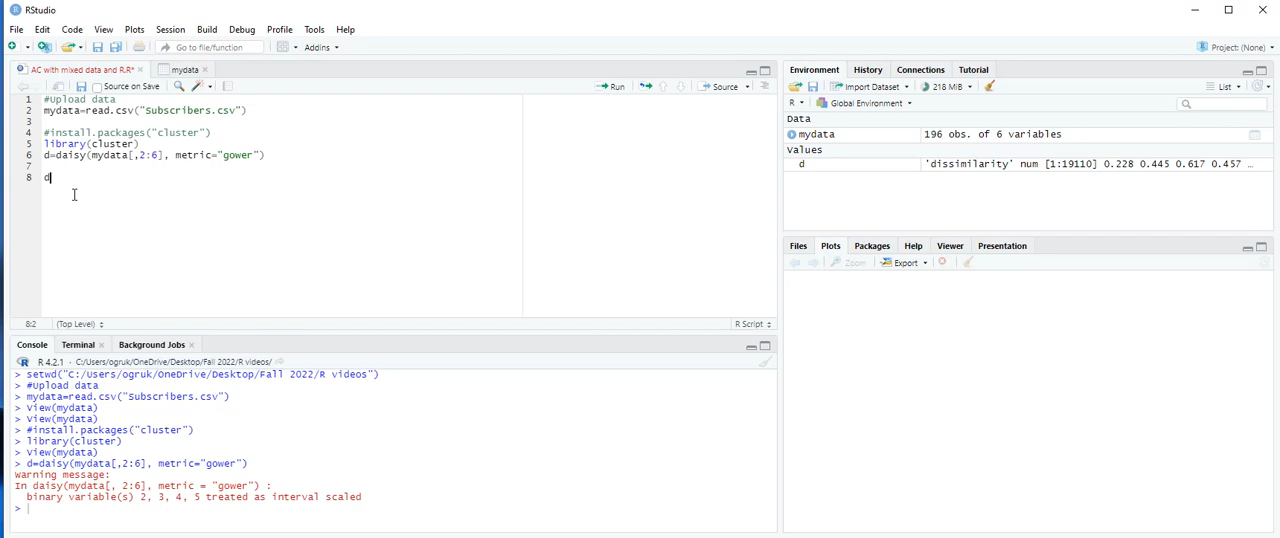 RStudio
File Edit Code View Plots Session Build Debug Profile Tools Help
Go to file/function Addins Project: (None)
AC with mixed data and R.R* mydata
Source on Save Run Source
1 #Upload data
2 mydata=read.csv("Subscribers.csv")
3
4 #install.packages("cluster")
5 library(cluster)
6 d=daisy(mydata[,2:6], metric="gower")
7
8 d
8:2 (Top Level) R Script
Console Terminal Background Jobs
R 4.2.1 · C:/Users/ogruk/OneDrive/Desktop/Fall 2022/R videos/
> setwd("C:/Users/ogruk/OneDrive/Desktop/Fall 2022/R videos")
> #Upload data
> mydata=read.csv("Subscribers.csv")
> View(mydata)
> View(mydata)
> #install.packages("cluster")
> library(cluster)
> View(mydata)
> d=daisy(mydata[,2:6], metric="gower")
Warning message:
In daisy(mydata[, 2:6], metric = "gower") :
binary variable(s) 2, 3, 4, 5 treated as interval scaled
>
Environment History Connections Tutorial
Import Dataset 218 MiB List
R Global Environment
Data
mydata 196 obs. of 6 variables
Values
d 'dissimilarity' num [1:19110] 0.228 0.445 0.617 0.457 …
Files Plots Packages Help Viewer Presentation
Zoom Export